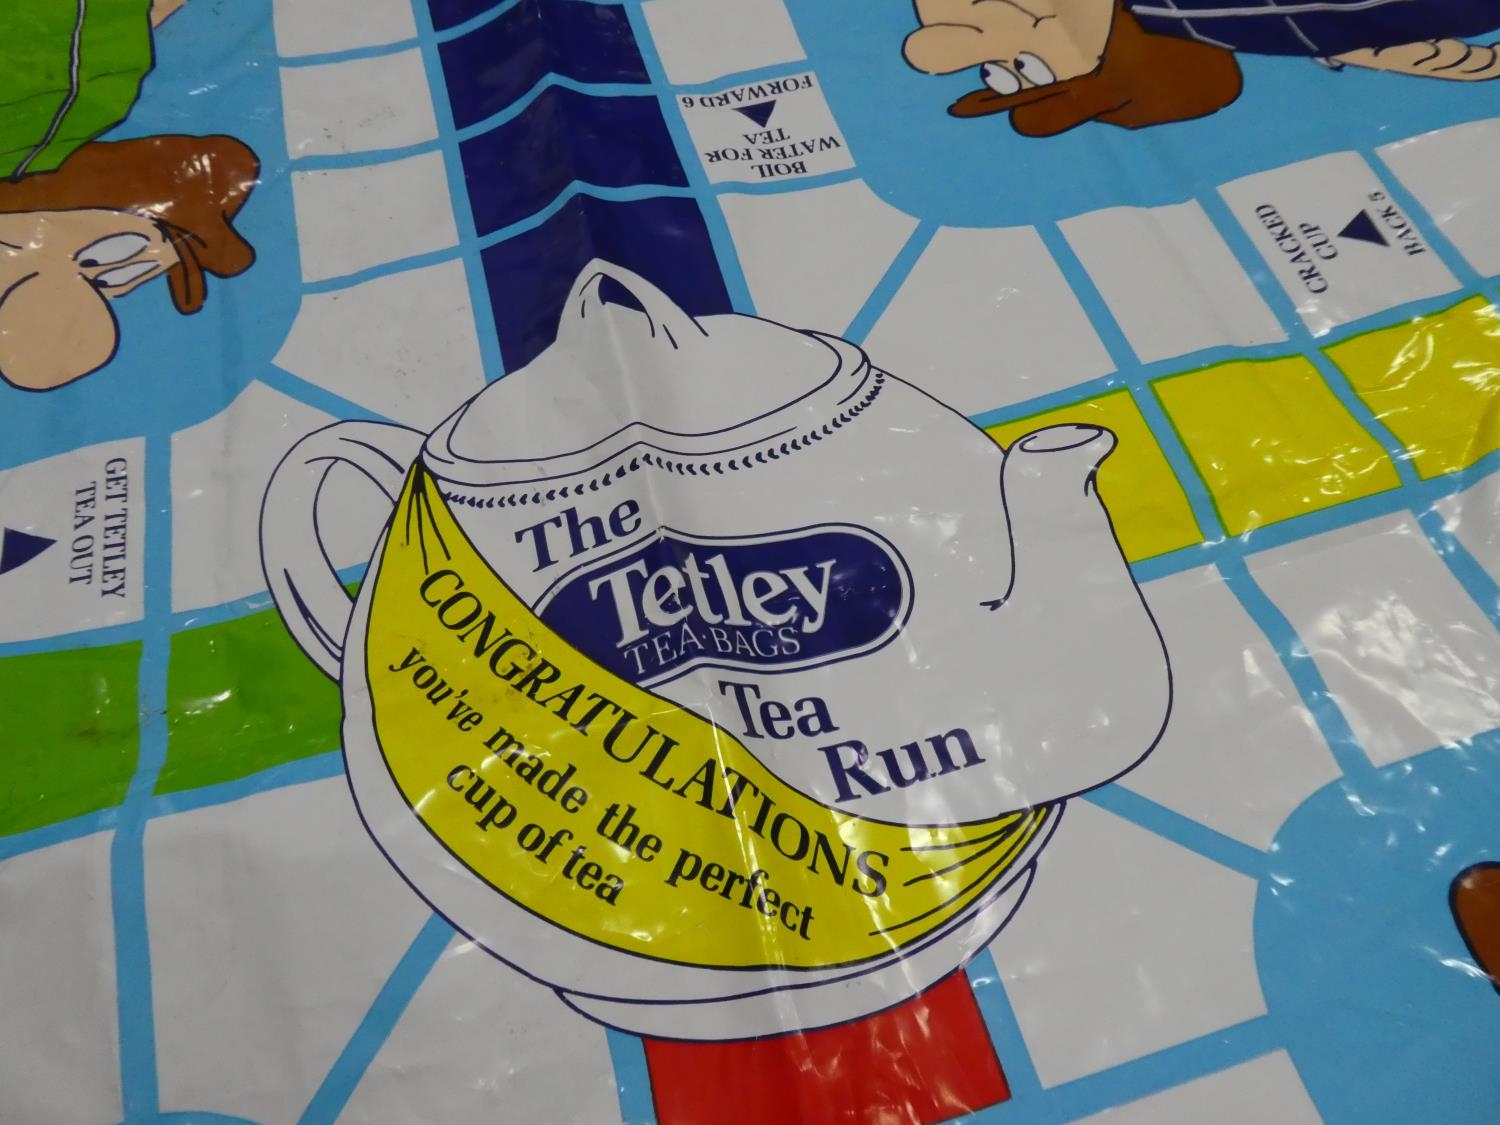 FORWARD 6
BOIL
WATER FOR
TEA
CRACKED
CUP
BACK 5
GET TETLEY
TEA OUT
The
Tetley
TEA·BAGS
Tea
Run
CONGRATULATIONS
you've made the perfect
cup of tea